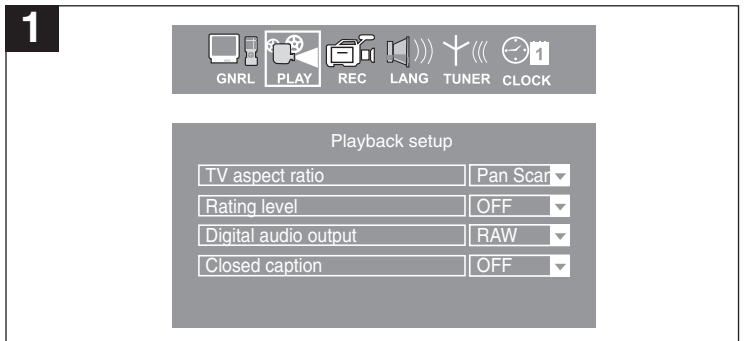 1
1
GNRL PLAY REC LANG TUNER CLOCK
Playback setup
TV aspect ratio Pan Scan
Rating level OFF
Digital audio output RAW
Closed caption OFF